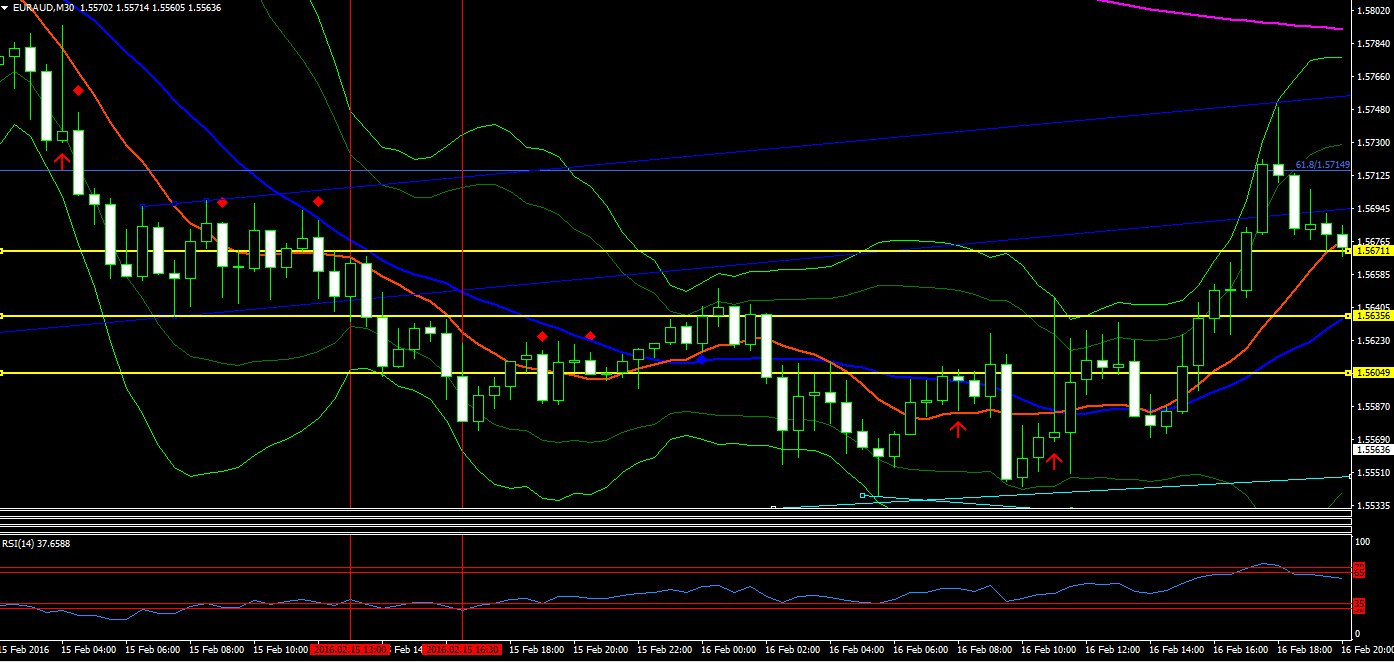 EURAUD,M30 1.55702 1.55714 1.55605 1.55636
1.58020
1.57840
1.57660
1.57480
1.57300
61.8/1.57149
1.57125
1.56945
1.56765
1.56711
1.56585
1.56405
1.56356
1.56230
1.56049
1.55870
1.55690
1.55636
1.55510
1.55335
RSI(14) 37.6588
100
70
65
35
0
15 Feb 2016
15 Feb 04:00
15 Feb 06:00
15 Feb 08:00
15 Feb 10:00
2016.02.15 13:00
Feb 14
2016.02.15 16:30
15 Feb 18:00
15 Feb 20:00
15 Feb 22:00
16 Feb 00:00
16 Feb 02:00
16 Feb 04:00
16 Feb 06:00
16 Feb 08:00
16 Feb 10:00
16 Feb 12:00
16 Feb 14:00
16 Feb 16:00
16 Feb 18:00
16 Feb 20:00